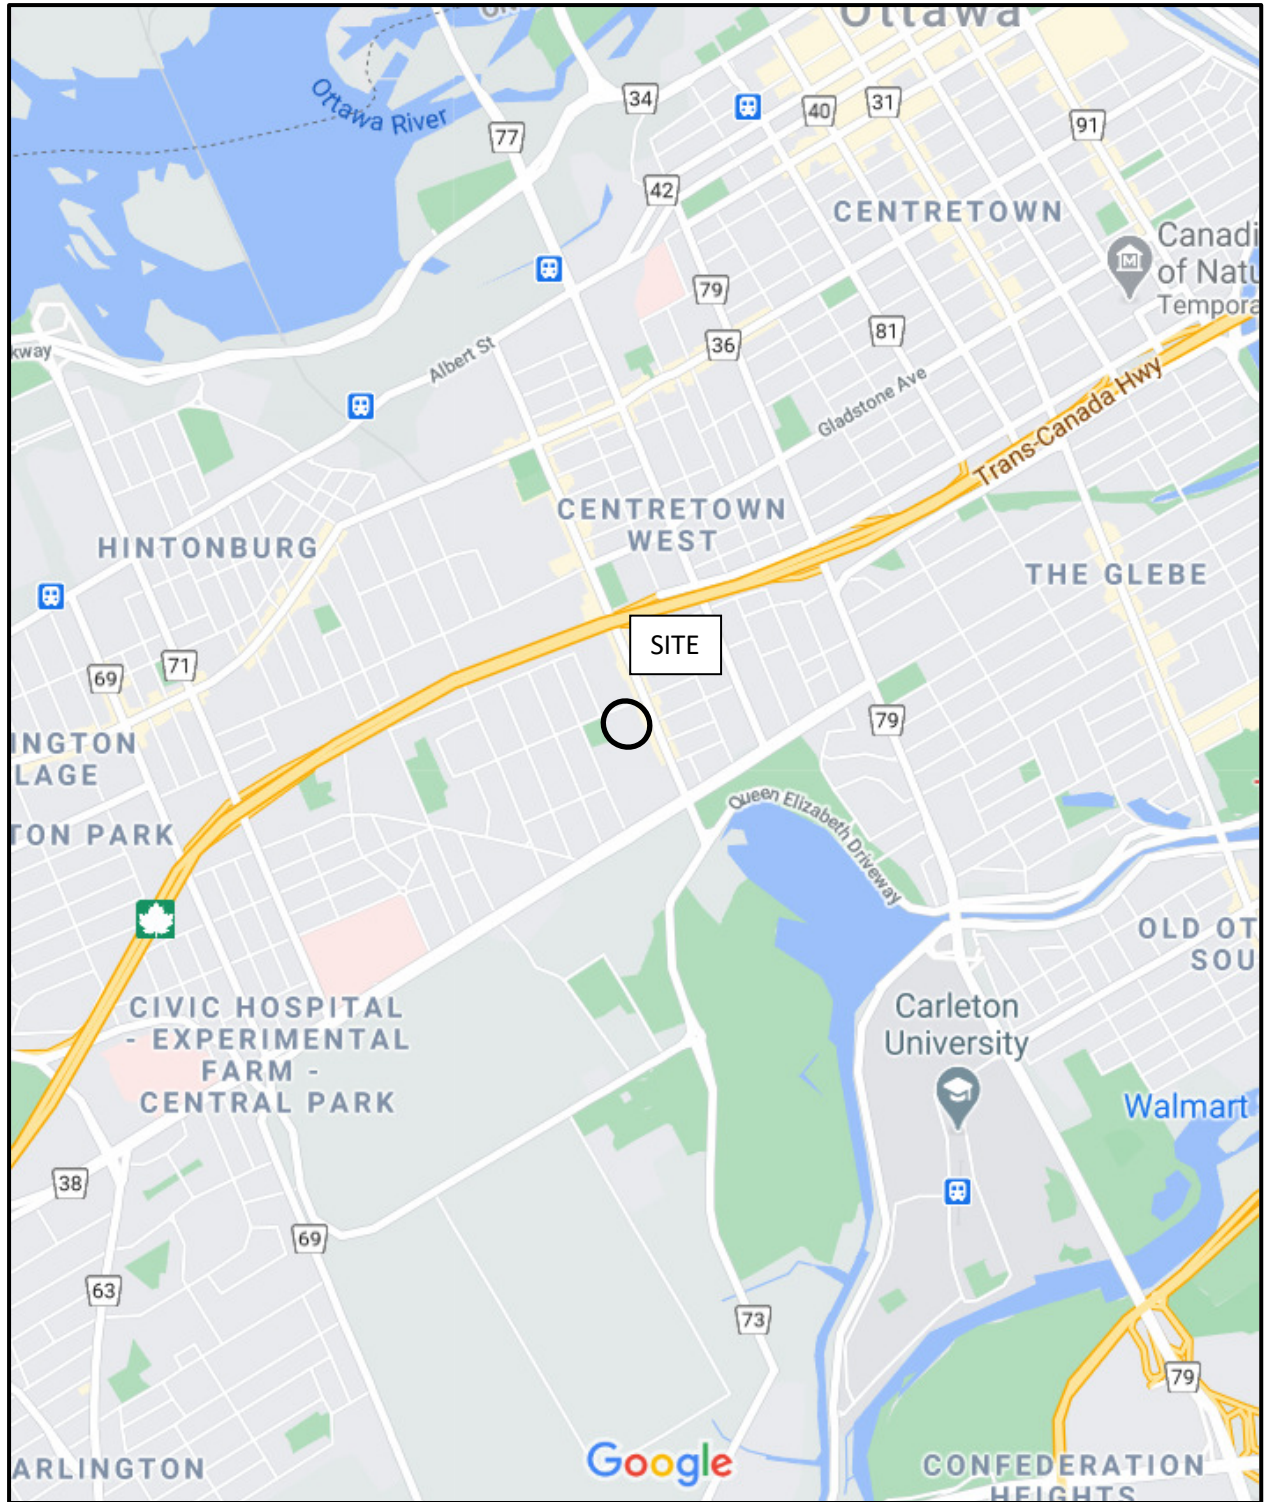 Ottawa
Ottawa River
34
77
40
31
91
42
CENTRETOWN
Canadi
of Natu
Tempora
79
36
81
kway
Albert St
Gladstone Ave
Trans-Canada Hwy
CENTRETOWN
WEST
HINTONBURG
THE GLEBE
SITE
69
71
79
INGTON
LAGE
TON PARK
Queen Elizabeth Driveway
OLD OT
SOU
CIVIC HOSPITAL
- EXPERIMENTAL
FARM -
CENTRAL PARK
Carleton
University
Walmart
38
69
63
73
79
Google
ARLINGTON
CONFEDERATION
HEIGHTS